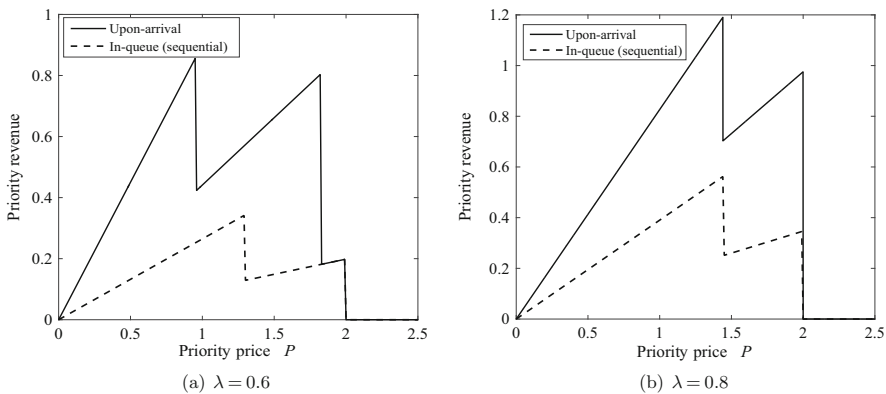 Upon-arrival
In-queue (sequential)
Priority revenue
1
0.8
0.6
0.4
0.2
0
0 0.5 1 1.5 2 2.5
Priority price P
(a) λ = 0.6
Upon-arrival
In-queue (sequential)
Priority revenue
1.2
1
0.8
0.6
0.4
0.2
0
0 0.5 1 1.5 2 2.5
Priority price P
(b) λ = 0.8